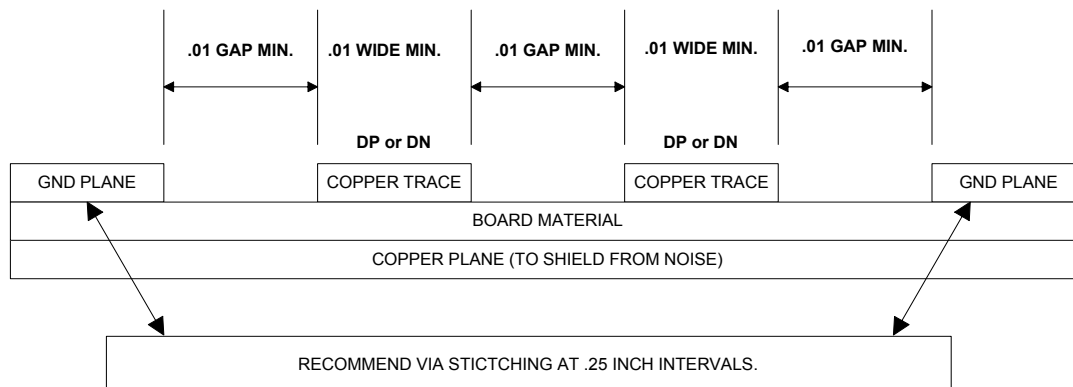 .01 GAP MIN. .01 WIDE MIN. .01 GAP MIN. .01 WIDE MIN. .01 GAP MIN.
DP or DN DP or DN
GND PLANE COPPER TRACE COPPER TRACE GND PLANE
BOARD MATERIAL
COPPER PLANE (TO SHIELD FROM NOISE)
RECOMMEND VIA STICTCHING AT .25 INCH INTERVALS.